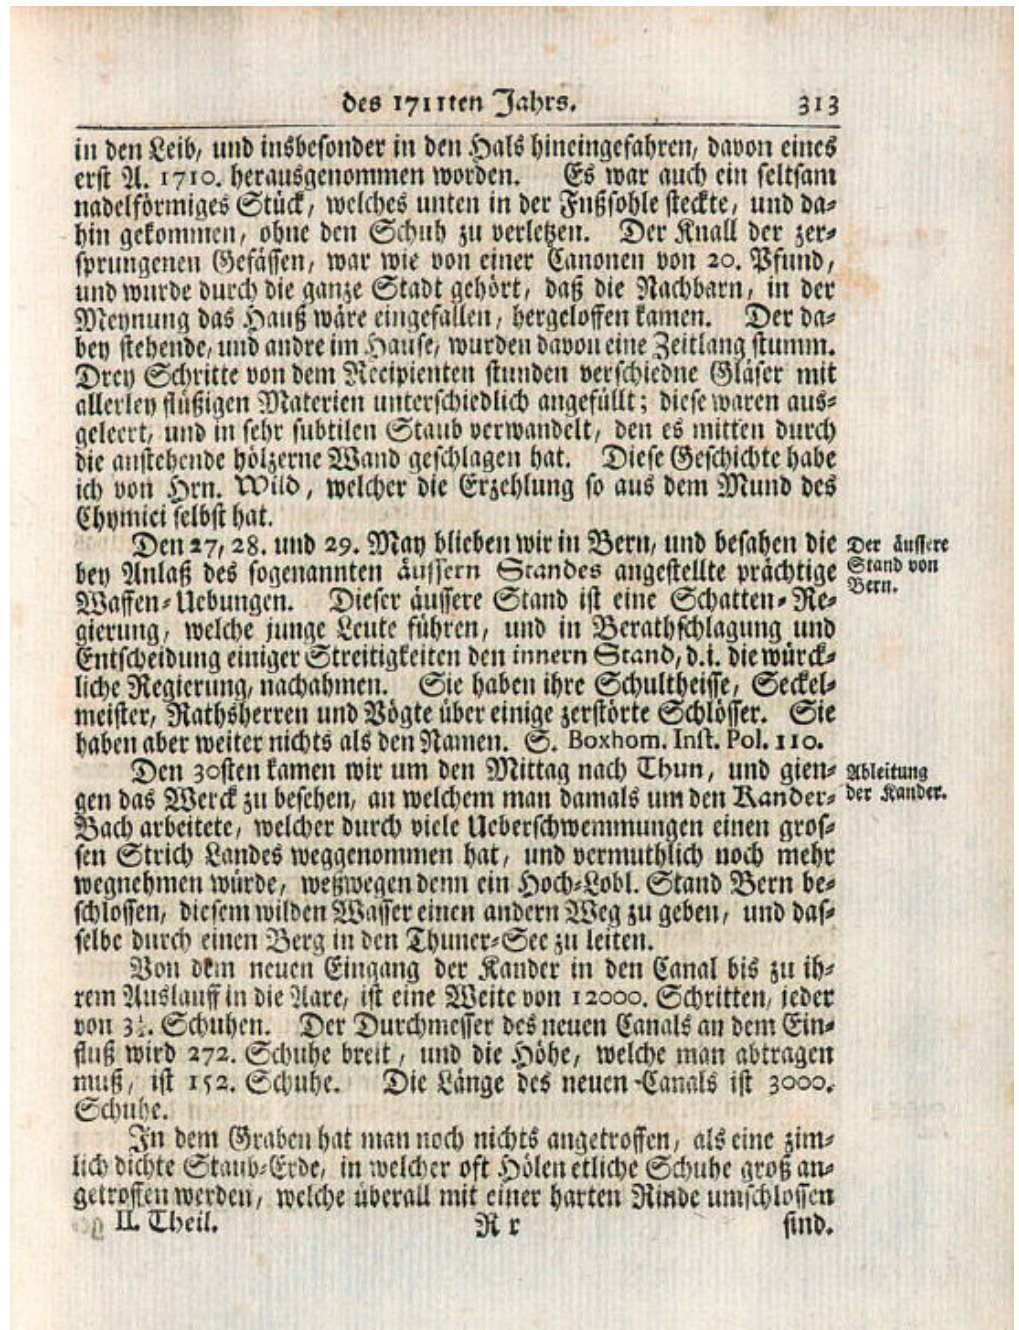 des 1711ten Jahrs. 313
in den Leib, und insbesonder in den Hals hineingefahren, davon eines
erst A. 1710. herausgenommen worden. Es war auch ein seltsam
nadelförmiges Stück, welches unten in der Fußsohle steckte, und da-
hin gekommen, ohne den Schuh zu verletzen. Der Knall der zer-
sprungenen Gefässen, war wie von einer Canonen von 20. Pfund,
und wurde durch die ganze Stadt gehört, daß die Nachbarn, in der
Meynung das Hauß wäre eingefallen, hergeloffen kamen. Der da-
bey stehende, und andre im Hause, wurden davon eine Zeitlang stumm.
Drey Schritte von dem Recipienten stunden verschiedne Gläser mit
allerley flüßigen Materien unterschiedlich angefüllt; diese waren aus-
geleert, und in sehr subtilen Staub verwandelt, den es mitten durch
die anstehende hölzerne Wand geschlagen hat. Diese Geschichte habe
ich von Hrn. Wild, welcher die Erzehlung so aus dem Mund des
Chymici selbst hat.
Den 27, 28. und 29. May blieben wir in Bern, und besahen die
bey Anlaß des sogenannten äussern Standes angestellte prächtige
Waffen-Uebungen. Dieser äussere Stand ist eine Schatten-Re-
gierung, welche junge Leute führen, und in Berathschlagung und
Entscheidung einiger Streitigkeiten den innern Stand, d.i. die würck-
liche Regierung, nachahmen. Sie haben ihre Schultheisse, Seckel-
meister, Rathsherren und Vögte über einige zerstörte Schlösser. Sie
haben aber weiter nichts als den Namen. S. Boxhom. Inst. Pol. 110.
Der äussere
Stand von
Bern.
Den 30sten kamen wir um den Mittag nach Thun, und gien-
gen das Werck zu besehen, an welchem man damals um den Kander-
Bach arbeitete, welcher durch viele Ueberschwemmungen einen gros-
sen Strich Landes weggenommen hat, und vermuthlich noch mehr
wegnehmen würde, weßwegen denn ein Hoch-Lobl. Stand Bern be-
schlossen, diesem wilden Wasser einen andern Weg zu geben, und das-
selbe durch einen Berg in den Thuner-See zu leiten.
Ableitung
der Kander.
Von dem neuen Eingang der Kander in den Canal bis zu ih-
rem Auslauff in die Aare, ist eine Weite von 12000. Schritten, jeder
von 3½. Schuhen. Der Durchmesser des neuen Canals an dem Ein-
fluß wird 272. Schuhe breit, und die Höhe, welche man abtragen
muß, ist 152. Schuhe. Die Länge des neuen Canals ist 3000.
Schuhe.
In dem Graben hat man noch nichts angetroffen, als eine zim-
lich dichte Staub-Erde, in welcher oft Hölen etliche Schuhe groß an-
getroffen werden, welche überall mit einer harten Rinde umschlossen
II. Theil. R r sind.